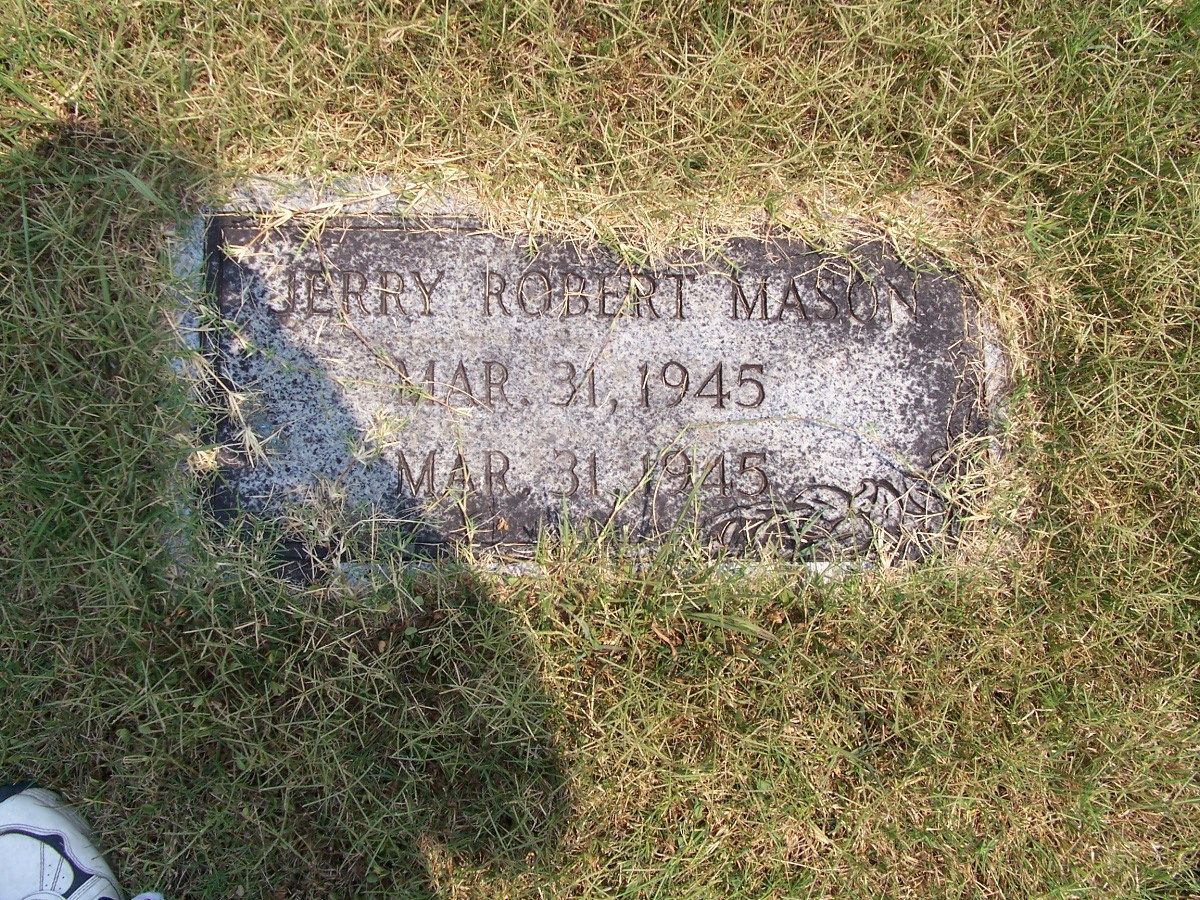 JERRY ROBERT MASON
MAR. 31, 1945
MAR. 31, 1945